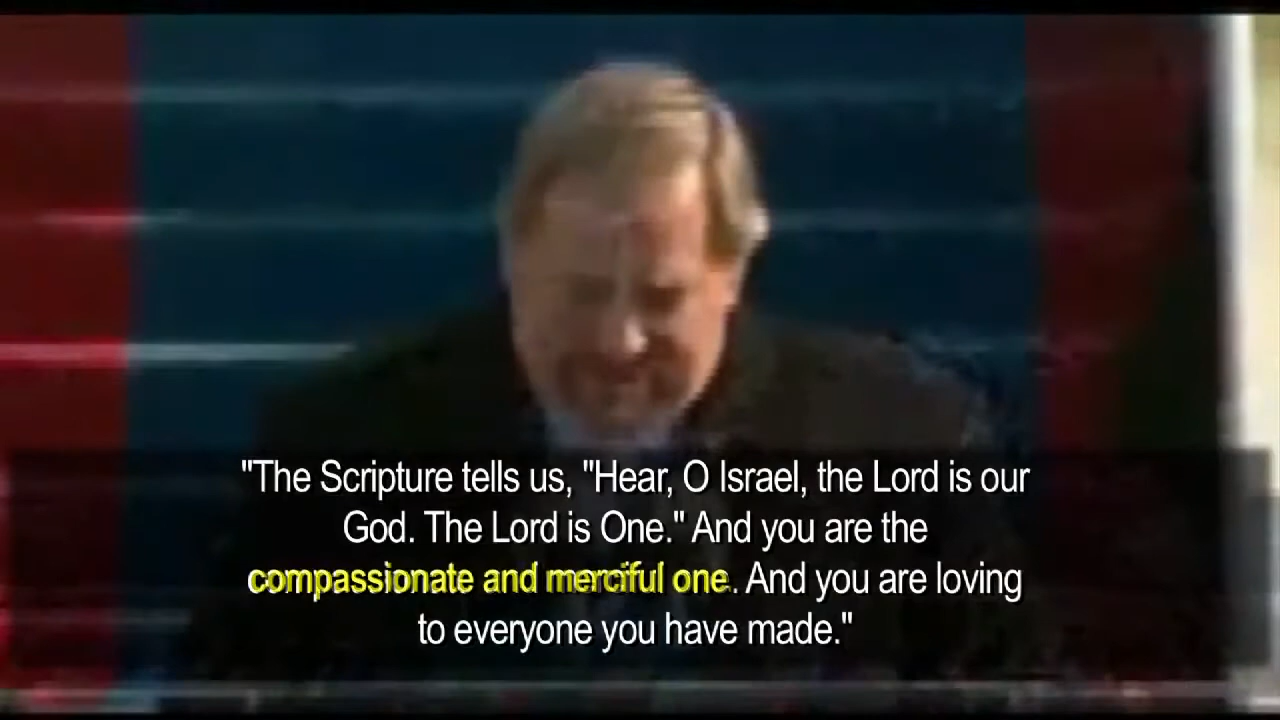 "The Scripture tells us, "Hear, O Israel, the Lord is our
God. The Lord is One." And you are the
compassionate and merciful one. And you are loving
to everyone you have made."